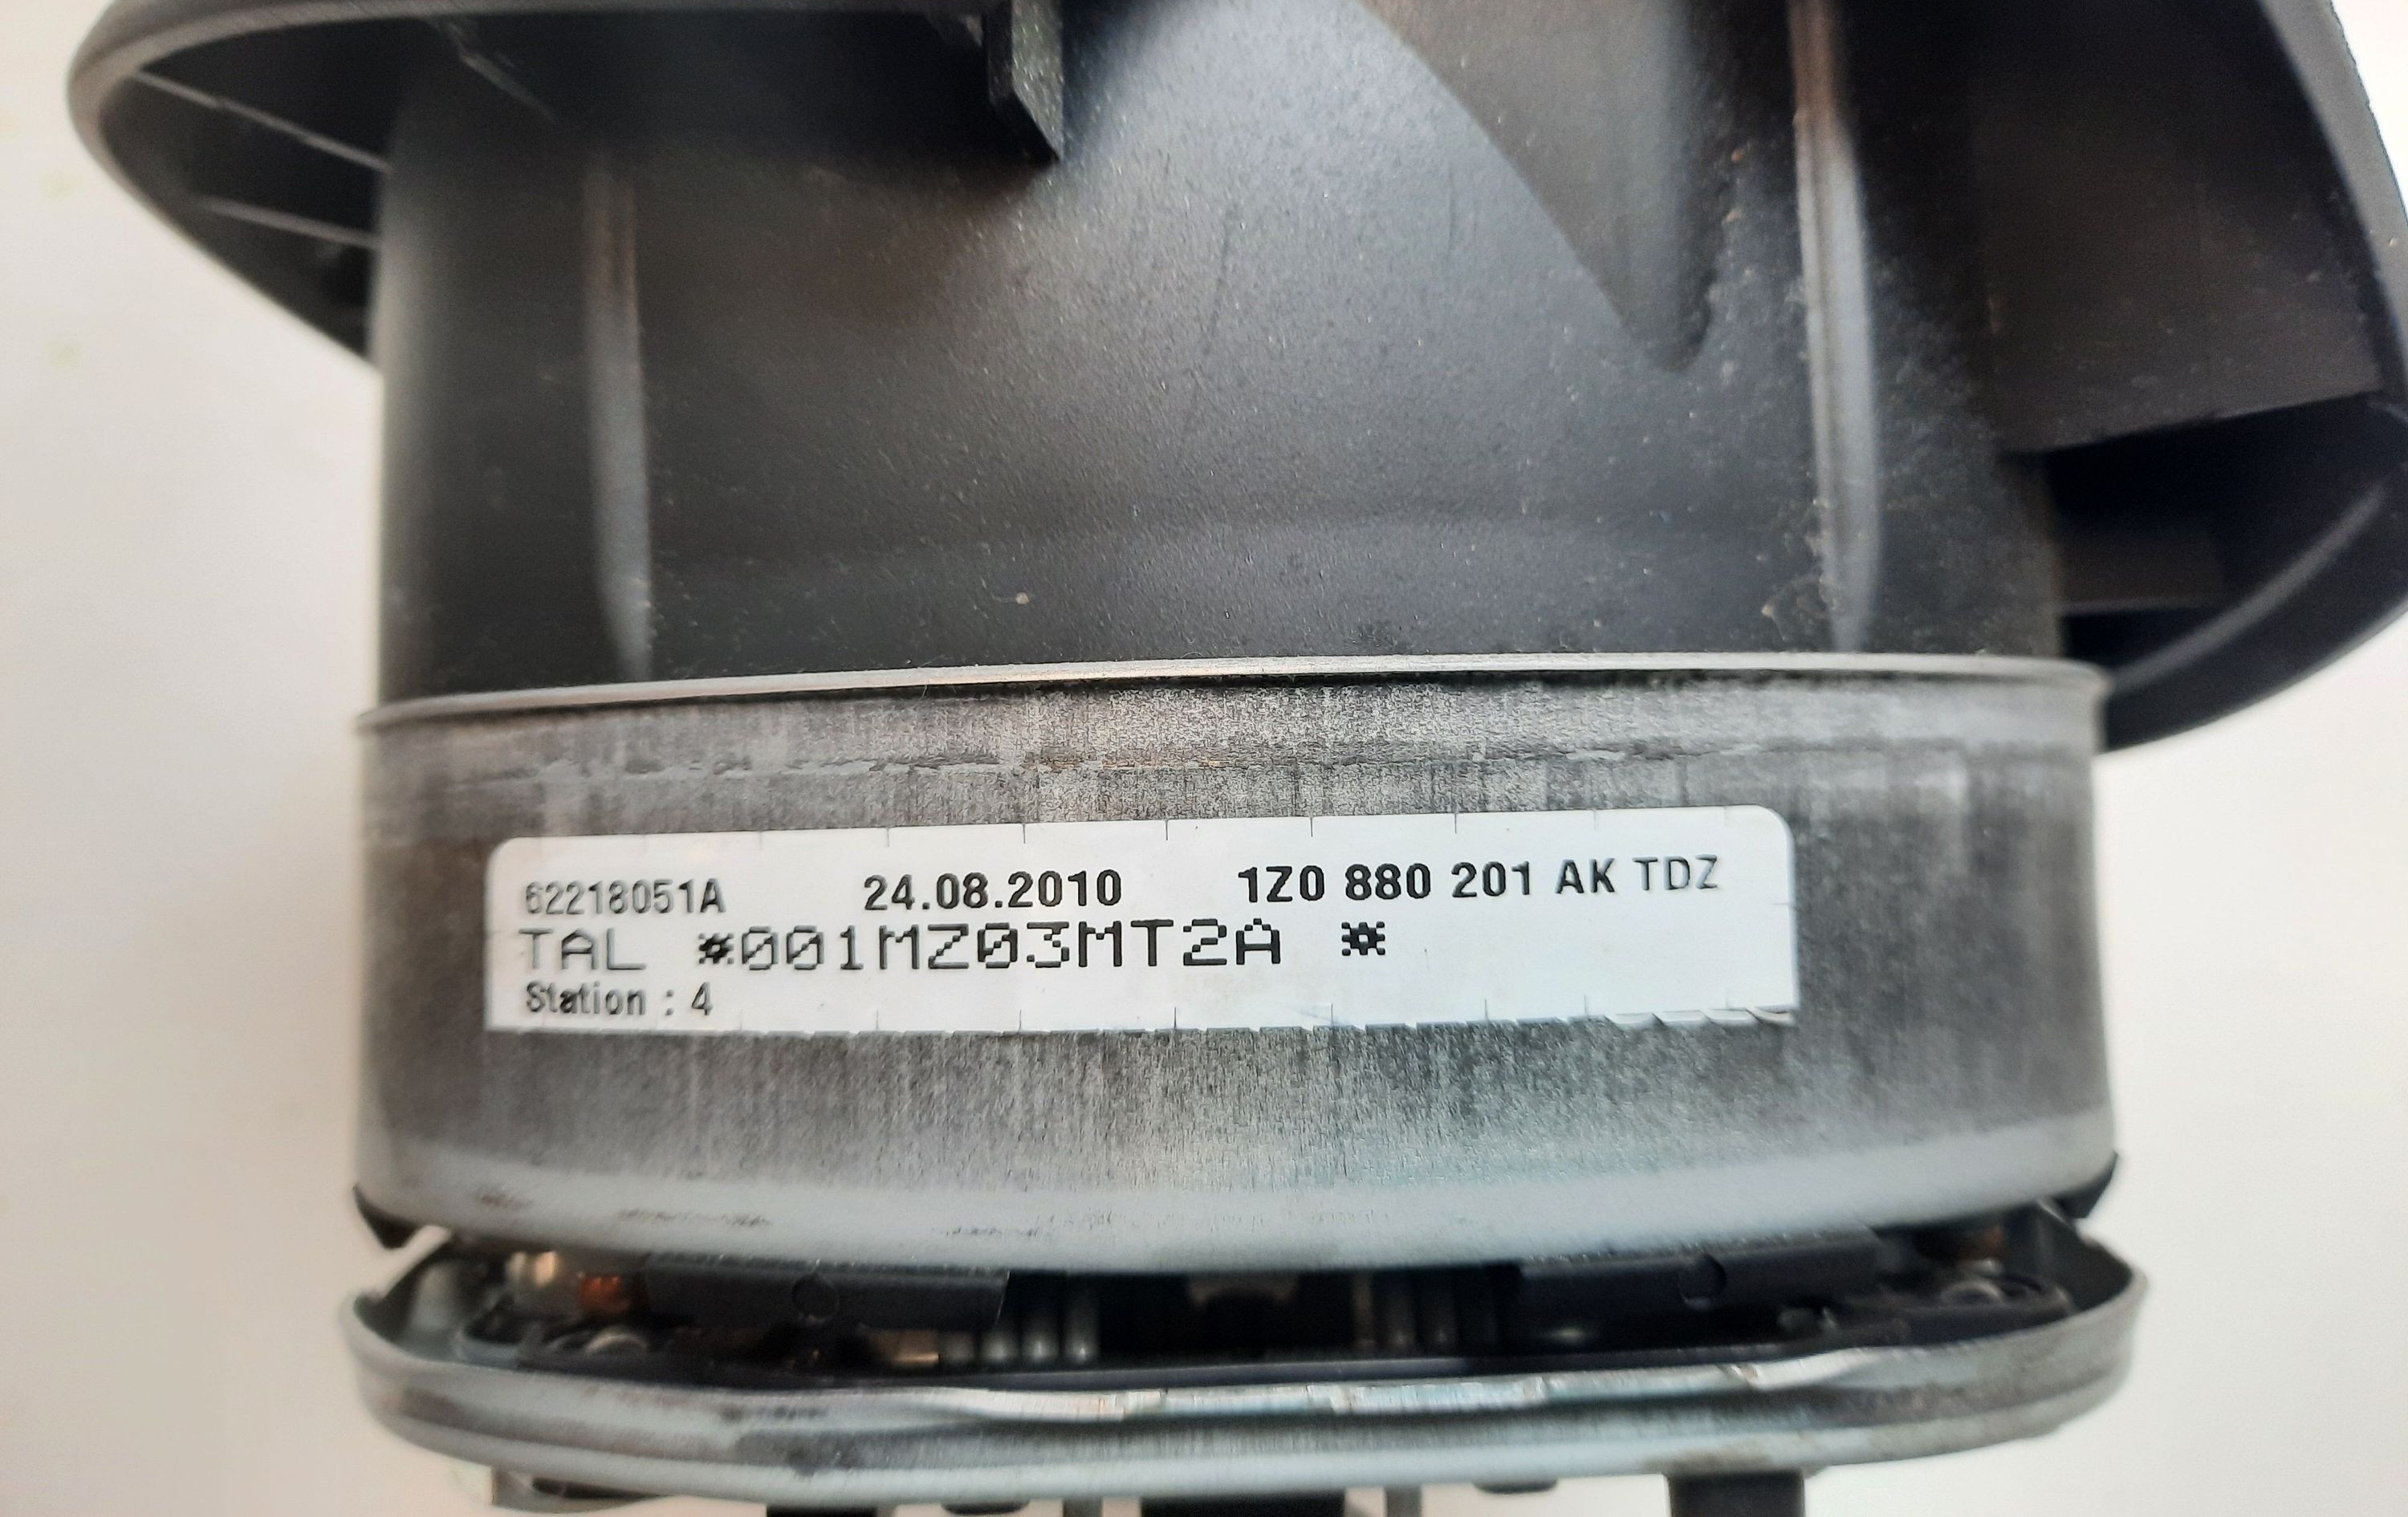 62218051A 24.08.2010 1Z0 880 201 AK TDZ
TAL *001MZ03MT2A *
Station : 4